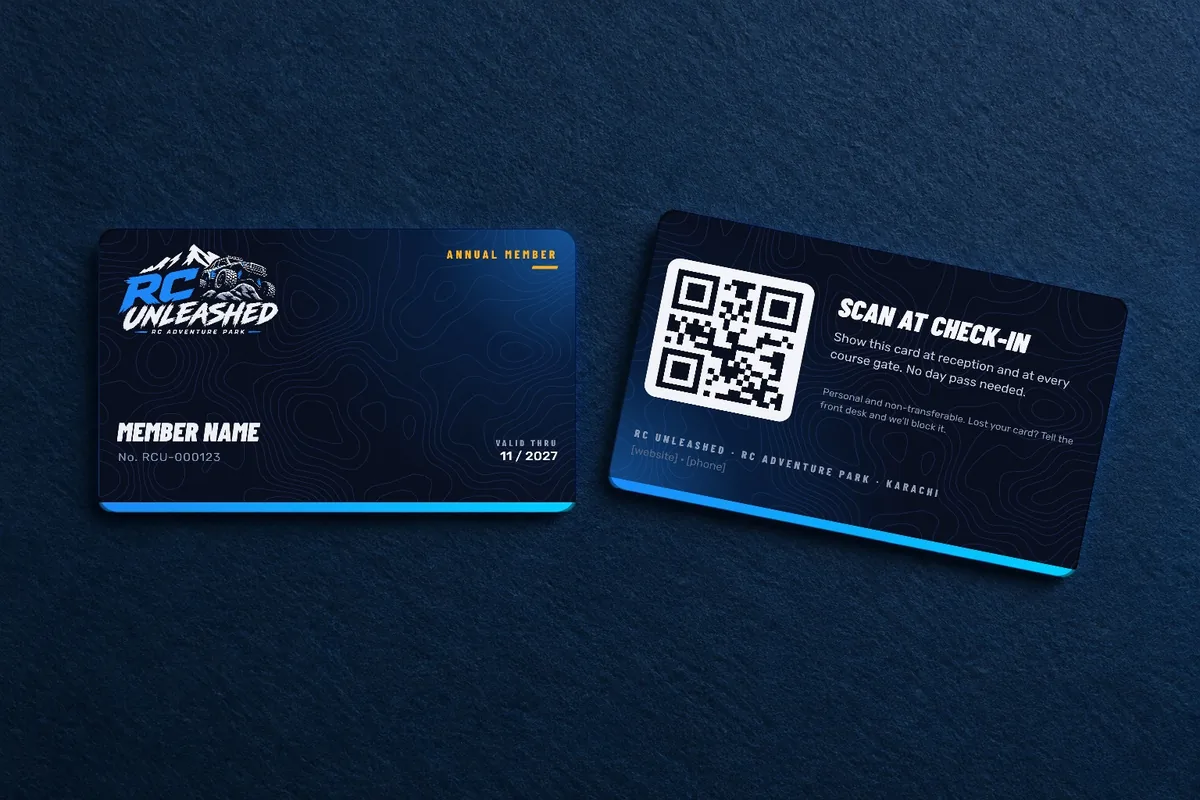 RC
UNLEASHED
RC ADVENTURE PARK
ANNUAL MEMBER
MEMBER NAME
No. RCU-000123
VALID THRU
11 / 2027
SCAN AT CHECK-IN
Show this card at reception and at every
course gate. No day pass needed.
Personal and non-transferable. Lost your card? Tell the
front desk and we'll block it.
RC UNLEASHED · RC ADVENTURE PARK · KARACHI
[website] · [phone]